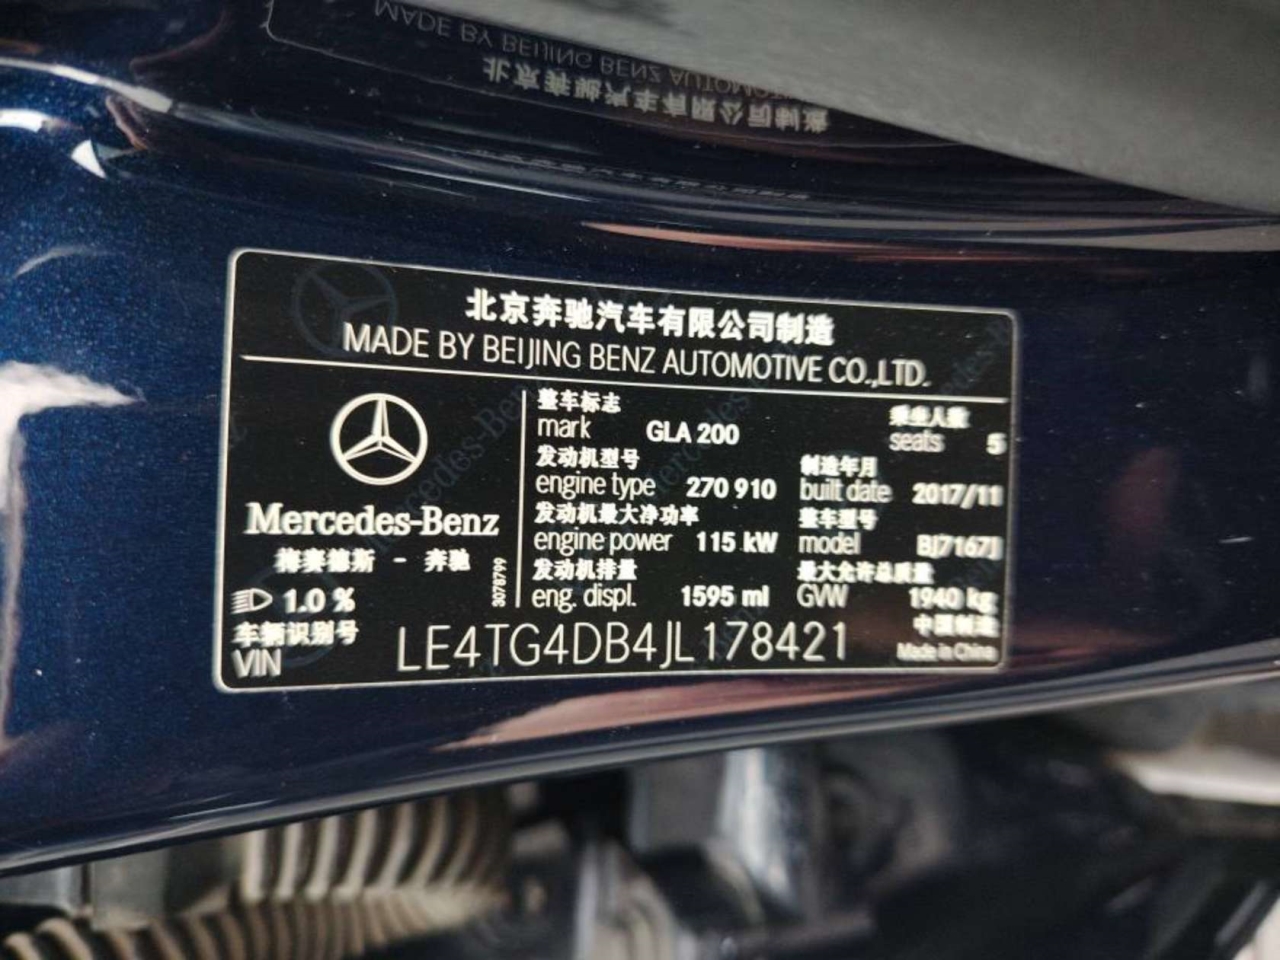 北京奔驰汽车有限公司制造
MADE BY BEIJING BENZ AUTOMOTIVE CO.,LTD.
Mercedes-Benz
梅赛德斯 - 奔驰
3078799
1.0 %
整车标志
mark GLA 200
乘坐人数
seats 5
发动机型号
engine type 270 910
制造年月
built date 2017/11
发动机最大净功率
engine power 115 kW
整车型号
model BJ7167J
发动机排量
eng. displ. 1595 ml
最大允许总质量
GVW 1940 kg
车辆识别号
VIN LE4TG4DB4JL178421
中国制造
Made in China